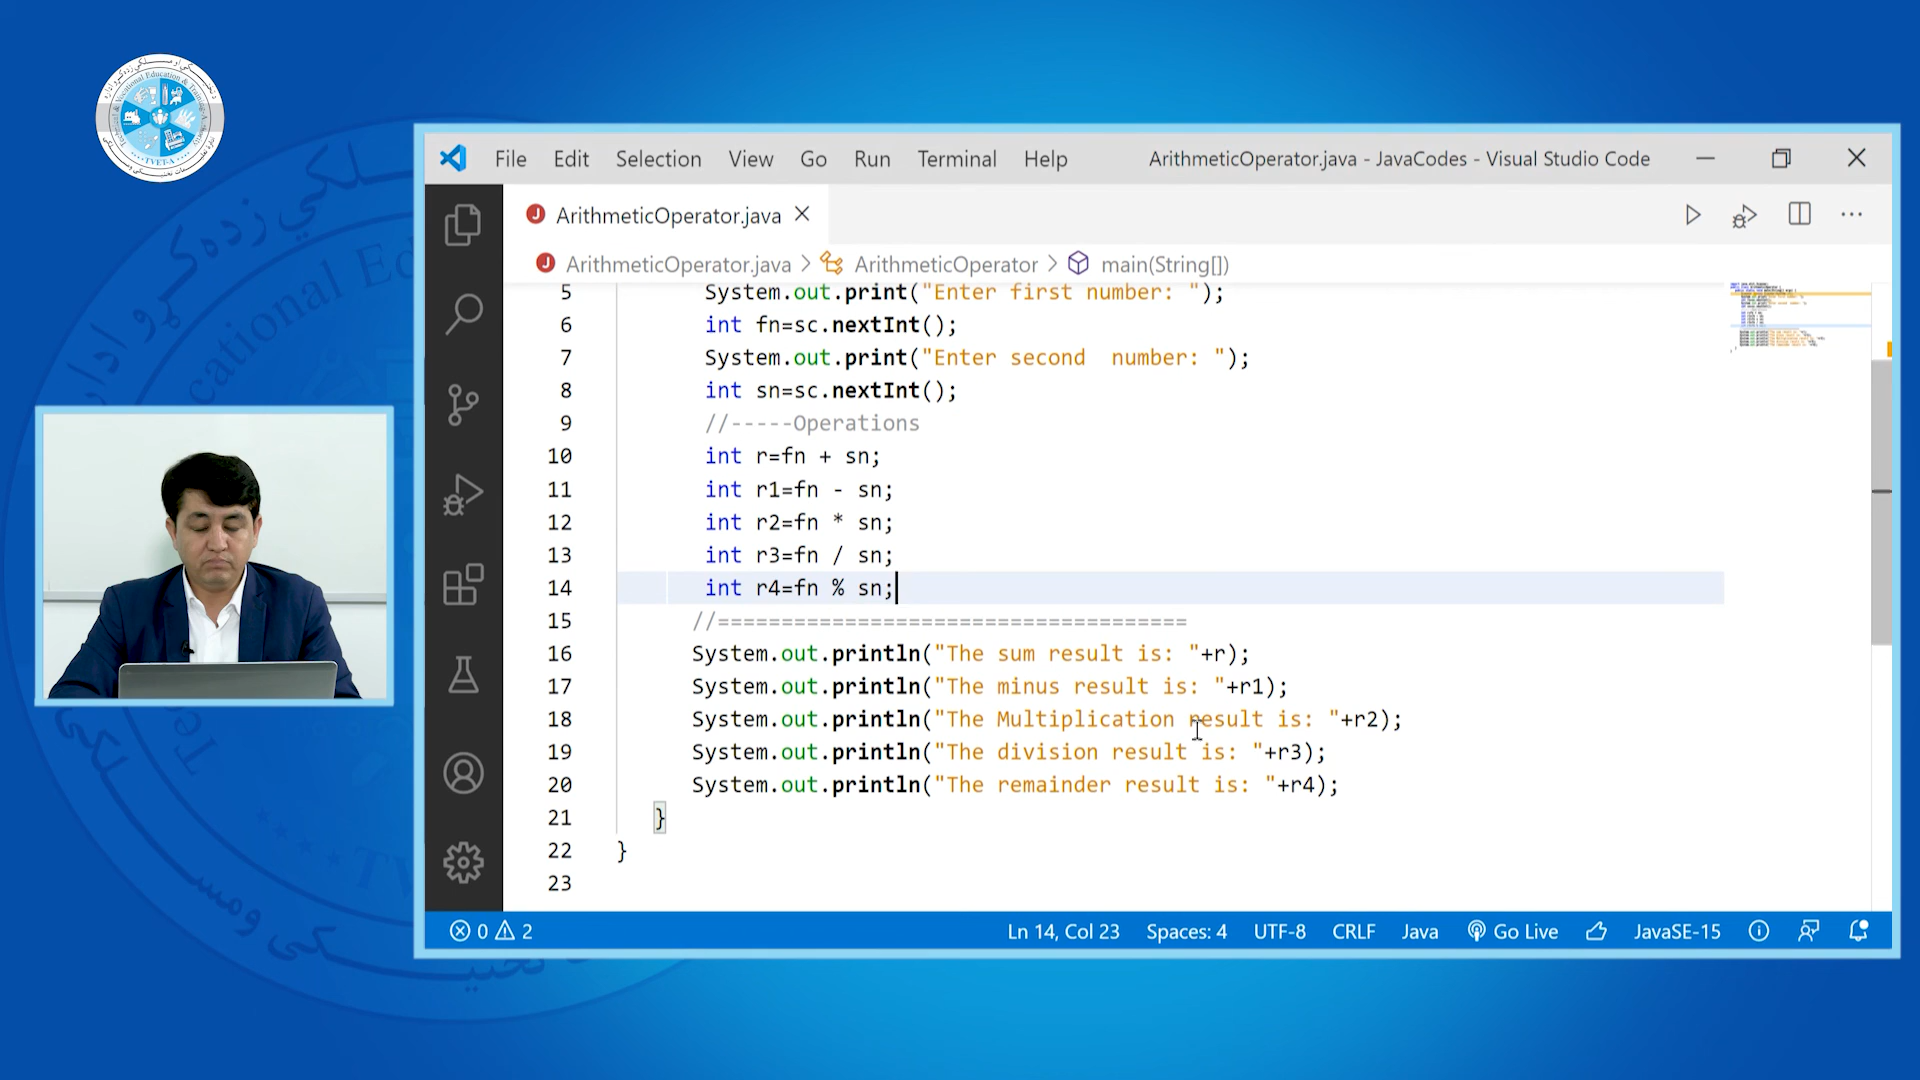 Technical & Vocational Education & Training Authority
TVET-A
File Edit Selection View Go Run Terminal Help ArithmeticOperator.java - JavaCodes - Visual Studio Code
ArithmeticOperator.java
ArithmeticOperator.java > ArithmeticOperator > main(String[])
5 System.out.print("Enter first number: ");
6 int fn=sc.nextInt();
7 System.out.print("Enter second  number: ");
8 int sn=sc.nextInt();
9 //-----Operations
10 int r=fn + sn;
11 int r1=fn - sn;
12 int r2=fn * sn;
13 int r3=fn / sn;
14 int r4=fn % sn;
15 //=====================================
16 System.out.println("The sum result is: "+r);
17 System.out.println("The minus result is: "+r1);
18 System.out.println("The Multiplication result is: "+r2);
19 System.out.println("The division result is: "+r3);
20 System.out.println("The remainder result is: "+r4);
21 }
22 }
23
0 2 Ln 14, Col 23 Spaces: 4 UTF-8 CRLF Java Go Live JavaSE-15